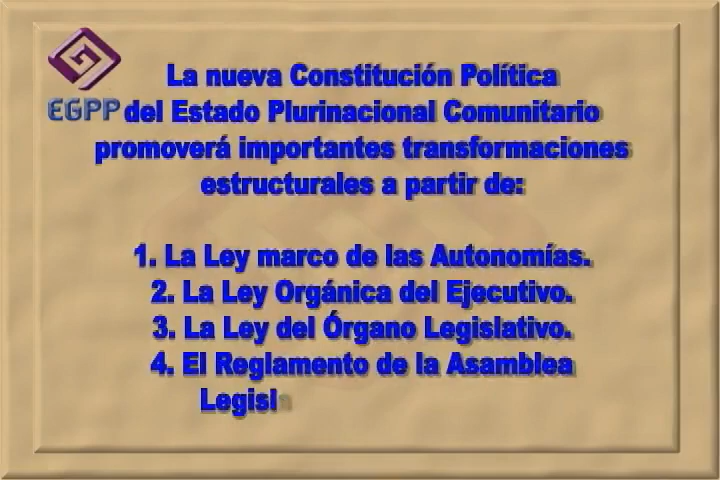 EGPP
La nueva Constitución Política
del Estado Plurinacional Comunitario
promoverá importantes transformaciones
estructurales a partir de:
1. La Ley marco de las Autonomías.
2. La Ley Orgánica del Ejecutivo.
3. La Ley del Órgano Legislativo.
4. El Reglamento de la Asamblea
Legisl